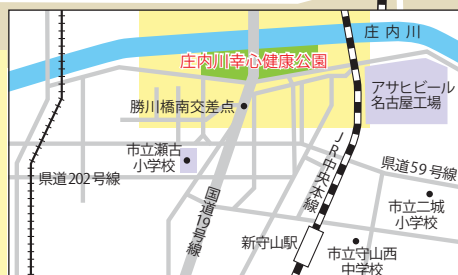 庄内川
庄内川幸心健康公園
アサヒビール
名古屋工場
勝川橋南交差点
市立瀬古
小学校
県道202号線
国道19号線
JR中央本線
県道59号線
市立二城
小学校
新守山駅
市立守山西
中学校